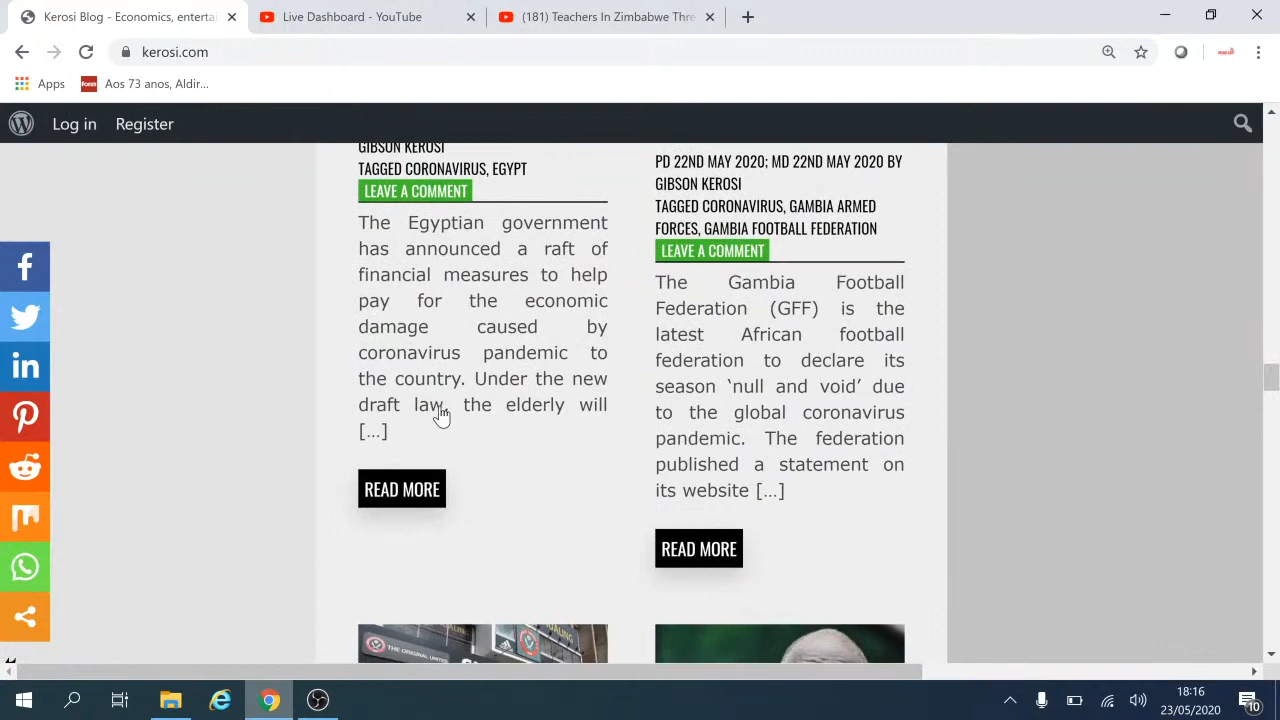 Kerosi Blog - Economics, entertai
Live Dashboard - YouTube
(181) Teachers In Zimbabwe Thre
kerosi.com
Apps
Aos 73 anos, Aldir...
Log in
Register
GIBSON KEROSI
TAGGED CORONAVIRUS, EGYPT
LEAVE A COMMENT
The Egyptian government
has announced a raft of
financial measures to help
pay for the economic
damage caused by
coronavirus pandemic to
the country. Under the new
draft law, the elderly will
[...]
READ MORE
PD 22ND MAY 2020; MD 22ND MAY 2020 BY
GIBSON KEROSI
TAGGED CORONAVIRUS, GAMBIA ARMED
FORCES, GAMBIA FOOTBALL FEDERATION
LEAVE A COMMENT
The Gambia Football
Federation (GFF) is the
latest African football
federation to declare its
season ‘null and void’ due
to the global coronavirus
pandemic. The federation
published a statement on
its website [...]
READ MORE
THE ORIGINAL UNITED
18:16
23/05/2020
10